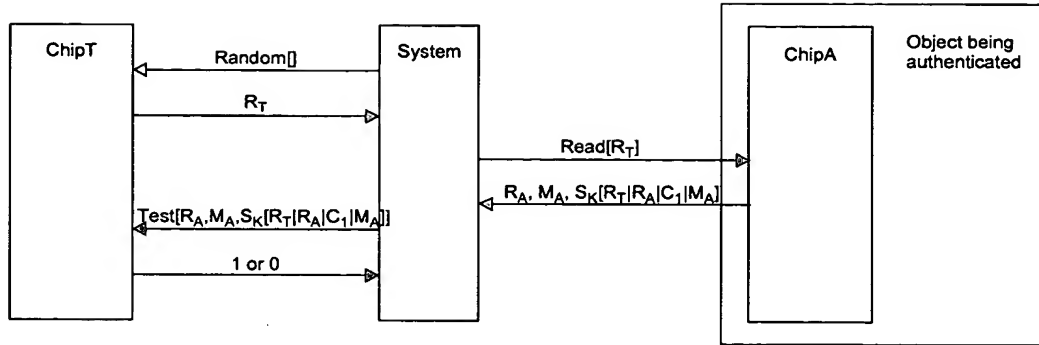 ChipT
System
ChipA
Object being
authenticated
Random[]
R_T
Read[R_T]
R_A, M_A, S_K[R_T|R_A|C_1|M_A]
Test[R_A,M_A,S_K[R_T|R_A|C_1|M_A]]
1 or 0